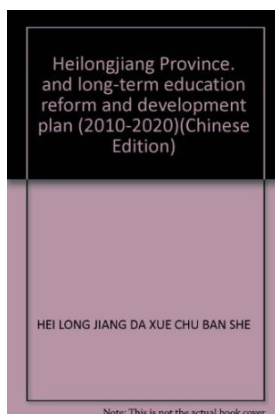 Heilongjiang Province.
and long-term education
reform and development
plan (2010-2020)(Chinese
Edition)
HEI LONG JIANG DA XUE CHU BAN SHE
Note: This is not the actual book cover